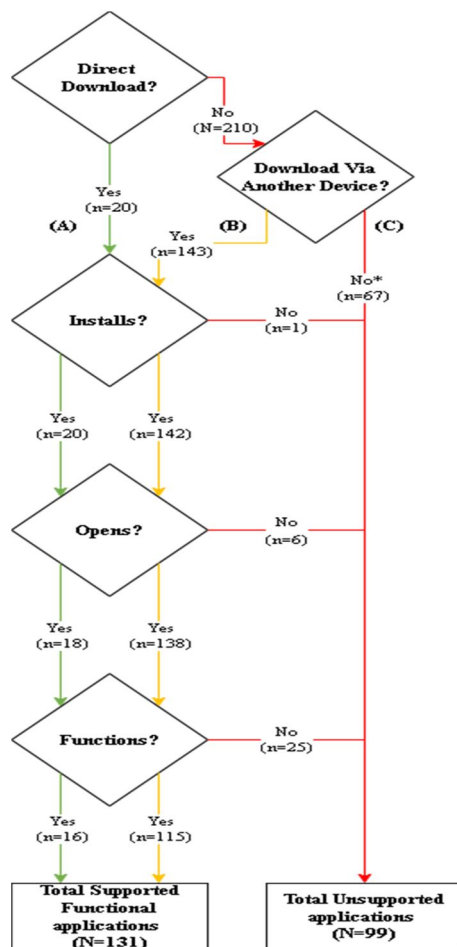 Direct
Download?
No
(N=210)
Download Via
Another Device?
Yes
(n=20)
(A)
(B)
(C)
Yes
(n=143)
No*
(n=67)
Installs?
No
(n=1)
Yes
(n=20)
Yes
(n=142)
Opens?
No
(n=6)
Yes
(n=18)
Yes
(n=138)
Functions?
No
(n=25)
Yes
(n=16)
Yes
(n=115)
Total Supported
Functional
applications
(N=131)
Total Unsupported
applications
(N=99)